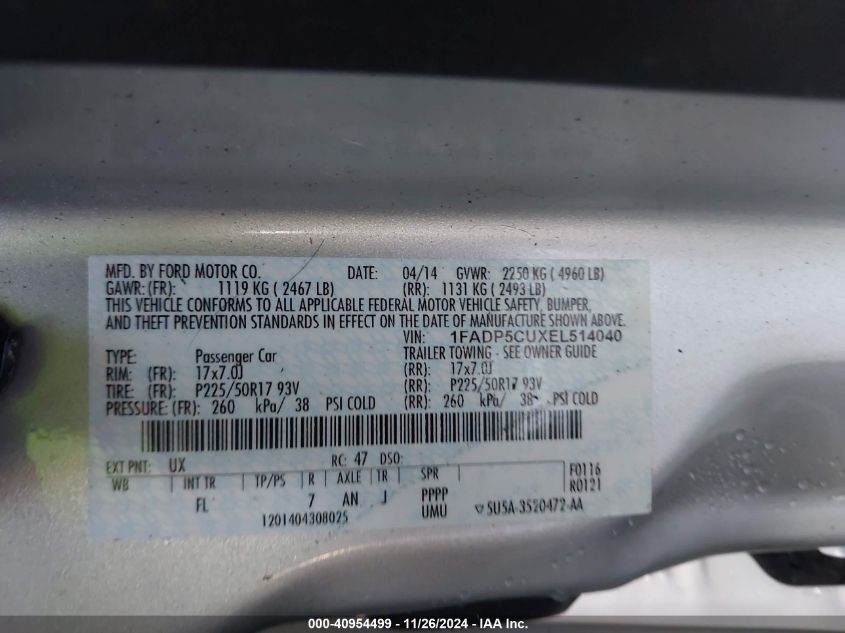 MFD. BY FORD MOTOR CO. DATE: 04/14 GVWR: 2250 KG ( 4960 LB)
GAWR: (FR): 1119 KG ( 2467 LB) (RR): 1131 KG ( 2493 LB)
THIS VEHICLE CONFORMS TO ALL APPLICABLE FEDERAL MOTOR VEHICLE SAFETY, BUMPER,
AND THEFT PREVENTION STANDARDS IN EFFECT ON THE DATE OF MANUFACTURE SHOWN ABOVE.
VIN: 1FADP5CUXEL514040
TYPE: Passenger Car TRAILER TOWING - SEE OWNER GUIDE
RIM: (FR): 17x7.0J (RR): 17x7.0J
TIRE: (FR): P225/50R17 93V (RR): P225/50R17 93V
PRESSURE: (FR): 260 kPa/ 38 PSI COLD (RR): 260 kPa/ 38 PSI COLD
EXT PNT: UX RC: 47 DSO:
WB INT TR TP/PS R AXLE TR SPR F0116
FL 7 AN J PPPP R0121
UMU
1201404308025 5U5A-3520472-AA
000-40954499 - 11/26/2024 - IAA Inc.